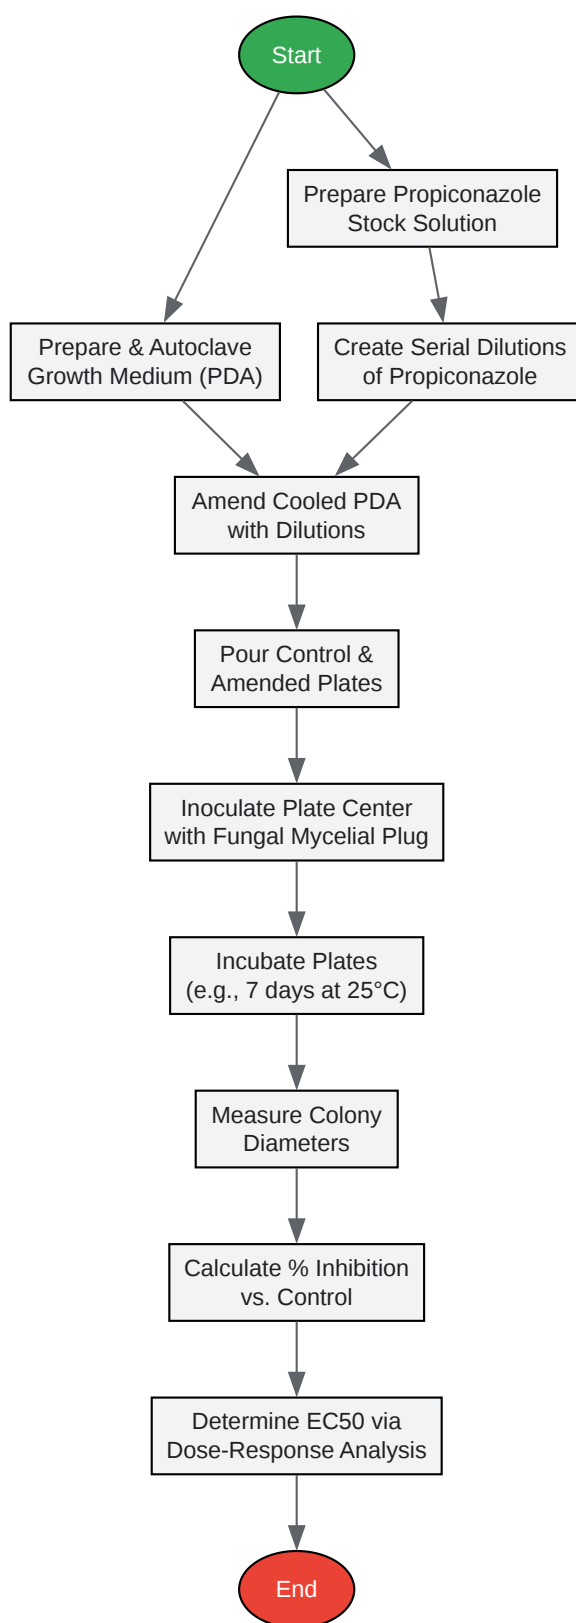 Start
Prepare Propiconazole
Stock Solution
Prepare & Autoclave
Growth Medium (PDA)
Create Serial Dilutions
of Propiconazole
Amend Cooled PDA
with Dilutions
Pour Control &
Amended Plates
Inoculate Plate Center
with Fungal Mycelial Plug
Incubate Plates
(e.g., 7 days at 25°C)
Measure Colony
Diameters
Calculate % Inhibition
vs. Control
Determine EC50 via
Dose-Response Analysis
End